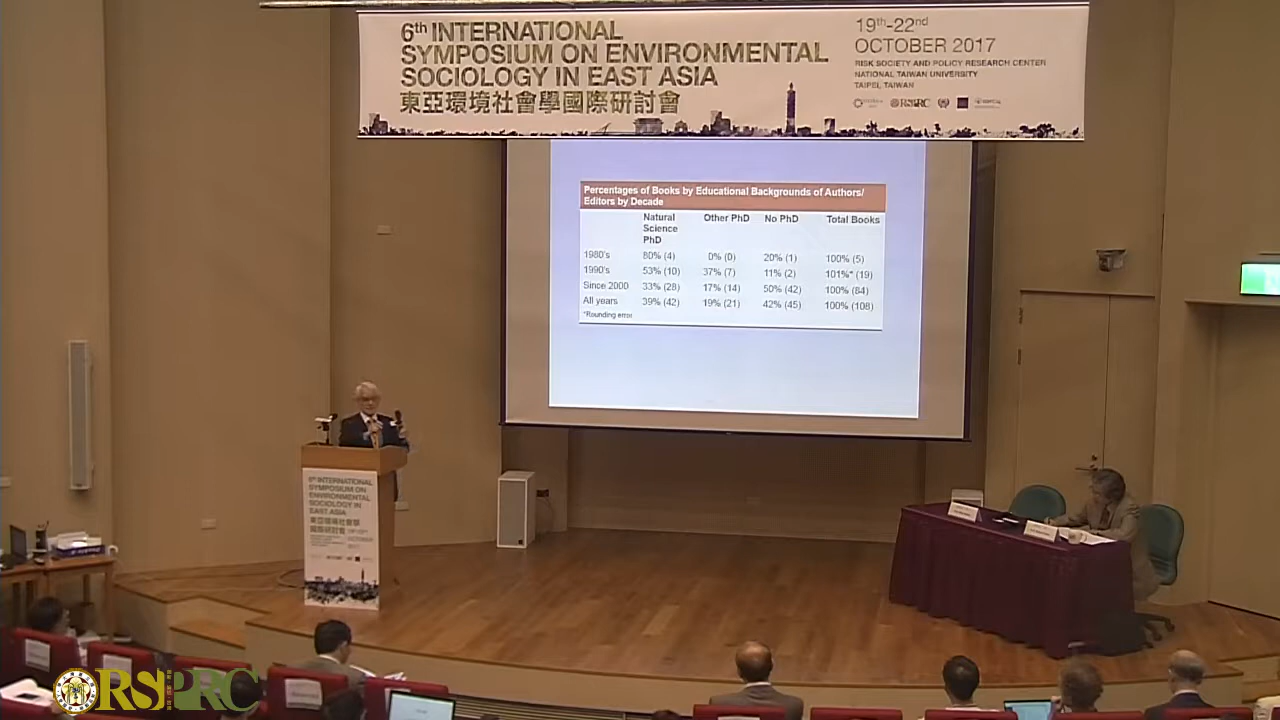 6th INTERNATIONAL
SYMPOSIUM ON ENVIRONMENTAL
SOCIOLOGY IN EAST ASIA
東亞環境社會學國際研討會
19th-22nd
OCTOBER 2017
RISK SOCIETY AND POLICY RESEARCH CENTER
NATIONAL TAIWAN UNIVERSITY
TAIPEI, TAIWAN
RSPRC
Percentages of Books by Educational Backgrounds of Authors/
Editors by Decade
Natural Science PhD Other PhD No PhD Total Books
1980's 80% (4) 0% (0) 20% (1) 100% (5)
1990's 53% (10) 37% (7) 11% (2) 101%* (19)
Since 2000 33% (28) 17% (14) 50% (42) 100% (84)
All years 39% (42) 19% (21) 42% (45) 100% (108)
*Rounding error
6th INTERNATIONAL
SYMPOSIUM ON
ENVIRONMENTAL
SOCIOLOGY IN
EAST ASIA
東亞環境社會學
國際研討會
OCTOBER
2017
RSPRC